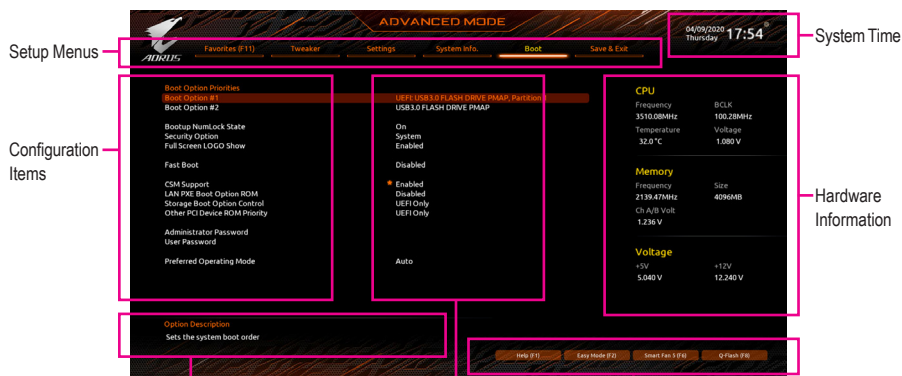 ADVANCED MODE
04/09/2020
Thursday
17:54
System Time
Setup Menus
AORUS
Favorites (F11) Tweaker Settings System Info. Boot Save & Exit
Configuration
Items
Boot Option Priorities
Boot Option #1 UEFI: USB3.0 FLASH DRIVE PMAP, Partition
Boot Option #2 USB3.0 FLASH DRIVE PMAP
Bootup NumLock State On
Security Option System
Full Screen LOGO Show Enabled
Fast Boot Disabled
CSM Support Enabled
LAN PXE Boot Option ROM Disabled
Storage Boot Option Control UEFI Only
Other PCI Device ROM Priority UEFI Only
Administrator Password
User Password
Preferred Operating Mode Auto
CPU
Frequency BCLK
3510.08MHz 100.28MHz
Temperature Voltage
32.0 °C 1.080 V
Memory
Frequency Size
2139.47MHz 4096MB
Ch A/B Volt
1.236 V
Voltage
+5V +12V
5.040 V 12.240 V
Hardware
Information
Option Description
Sets the system boot order
Help (F1) Easy Mode (F2) Smart Fan 5 (F6) Q-Flash (F8)